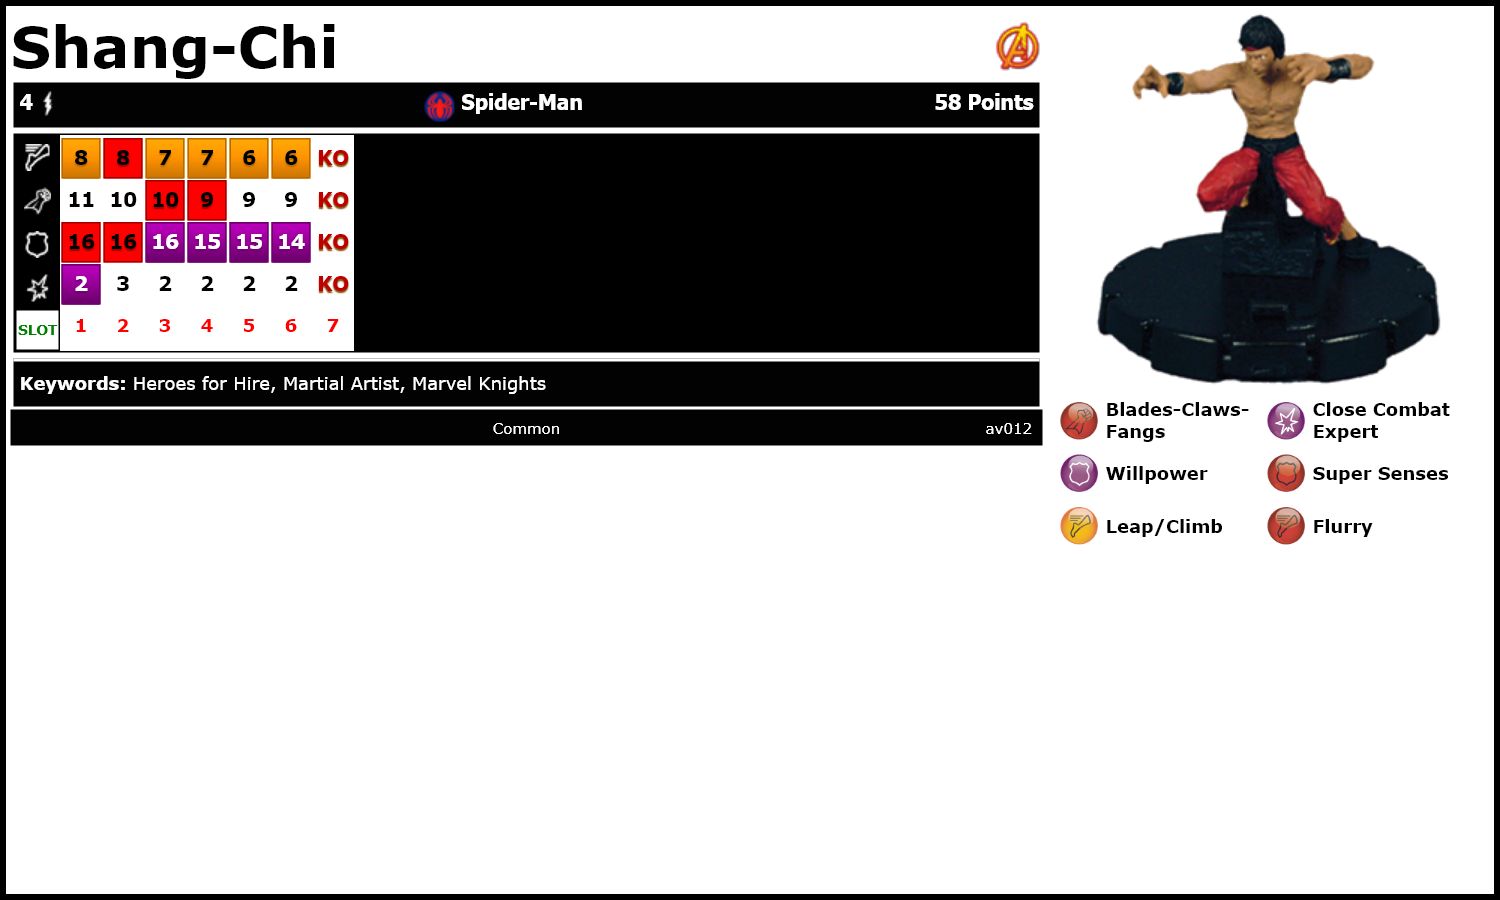 Shang-Chi
4 Spider-Man 58 Points
8 8 7 7 6 6 KO
11 10 10 9 9 9 KO
16 16 16 15 15 14 KO
2 3 2 2 2 2 KO
SLOT 1 2 3 4 5 6 7
Keywords: Heroes for Hire, Martial Artist, Marvel Knights
Common av012
Blades-Claws-
Fangs
Close Combat
Expert
Willpower
Super Senses
Leap/Climb
Flurry